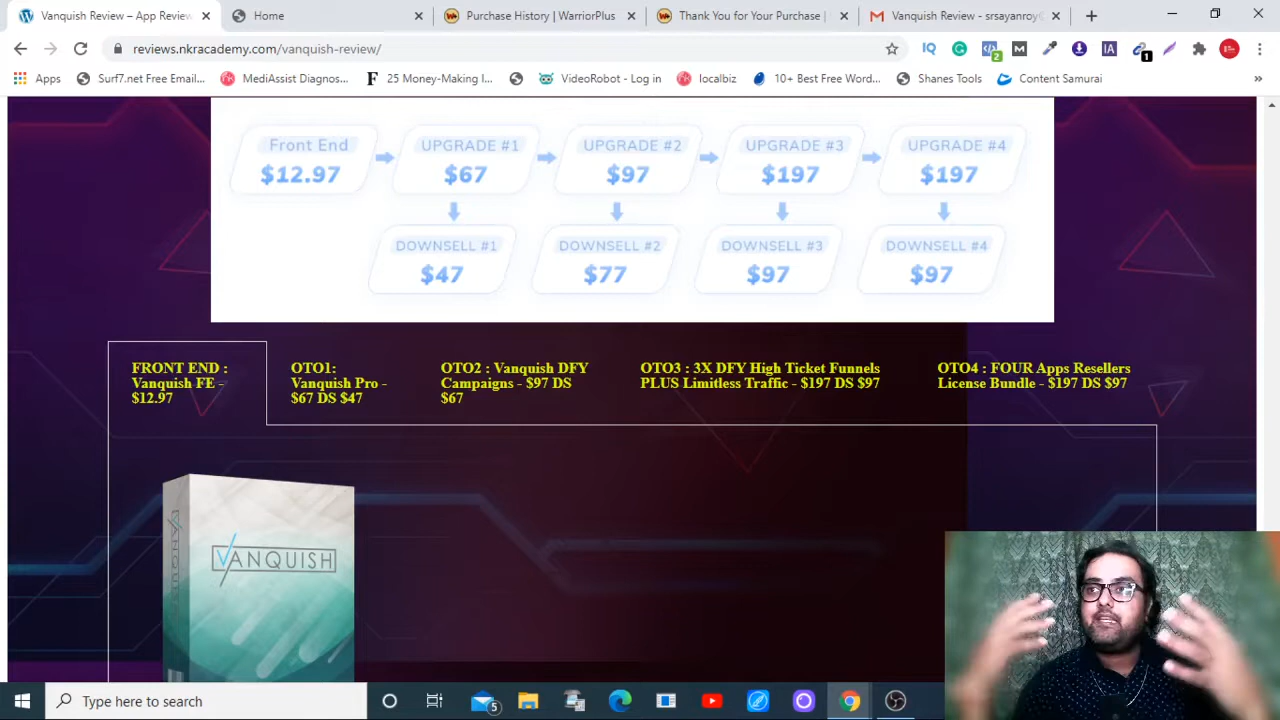 Vanquish Review – App Review
Home
Purchase History | WarriorPlus
Thank You for Your Purchase |
Vanquish Review - srsayanroy@
reviews.nkracademy.com/vanquish-review/
Apps
Surf7.net Free Email...
MediAssist Diagnos...
25 Money-Making I...
VideoRobot - Log in
localbiz
10+ Best Free Word...
Shanes Tools
Content Samurai
Front End
$12.97
UPGRADE #1
$67
UPGRADE #2
$97
UPGRADE #3
$197
UPGRADE #4
$197
DOWNSELL #1
$47
DOWNSELL #2
$77
DOWNSELL #3
$97
DOWNSELL #4
$97
FRONT END :
Vanquish FE -
$12.97
OTO1:
Vanquish Pro -
$67 DS $47
OTO2 : Vanquish DFY
Campaigns - $97 DS
$67
OTO3 : 3X DFY High Ticket Funnels
PLUS Limitless Traffic - $197 DS $97
OTO4 : FOUR Apps Resellers
License Bundle - $197 DS $97
VANQUISH
VANQUISH
Type here to search
5